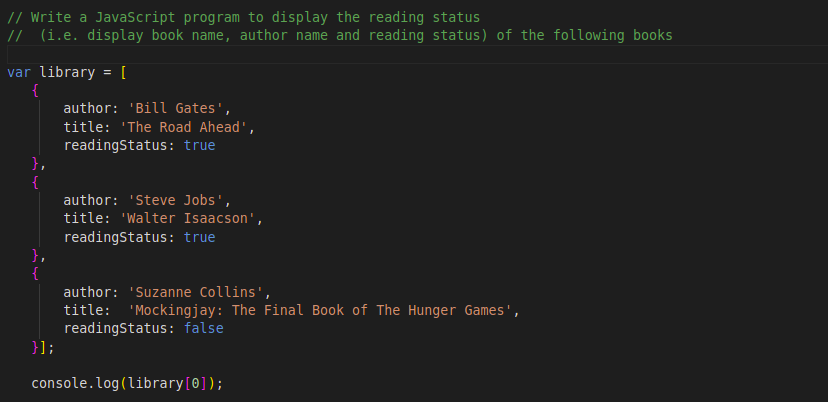 // Write a JavaScript program to display the reading status
//  (i.e. display book name, author name and reading status) of the following books
var library = [
   {
       author: 'Bill Gates',
       title: 'The Road Ahead',
       readingStatus: true
   },
   {
       author: 'Steve Jobs',
       title: 'Walter Isaacson',
       readingStatus: true
   },
   {
       author: 'Suzanne Collins',
       title:  'Mockingjay: The Final Book of The Hunger Games',
       readingStatus: false
   }];
   console.log(library[0]);